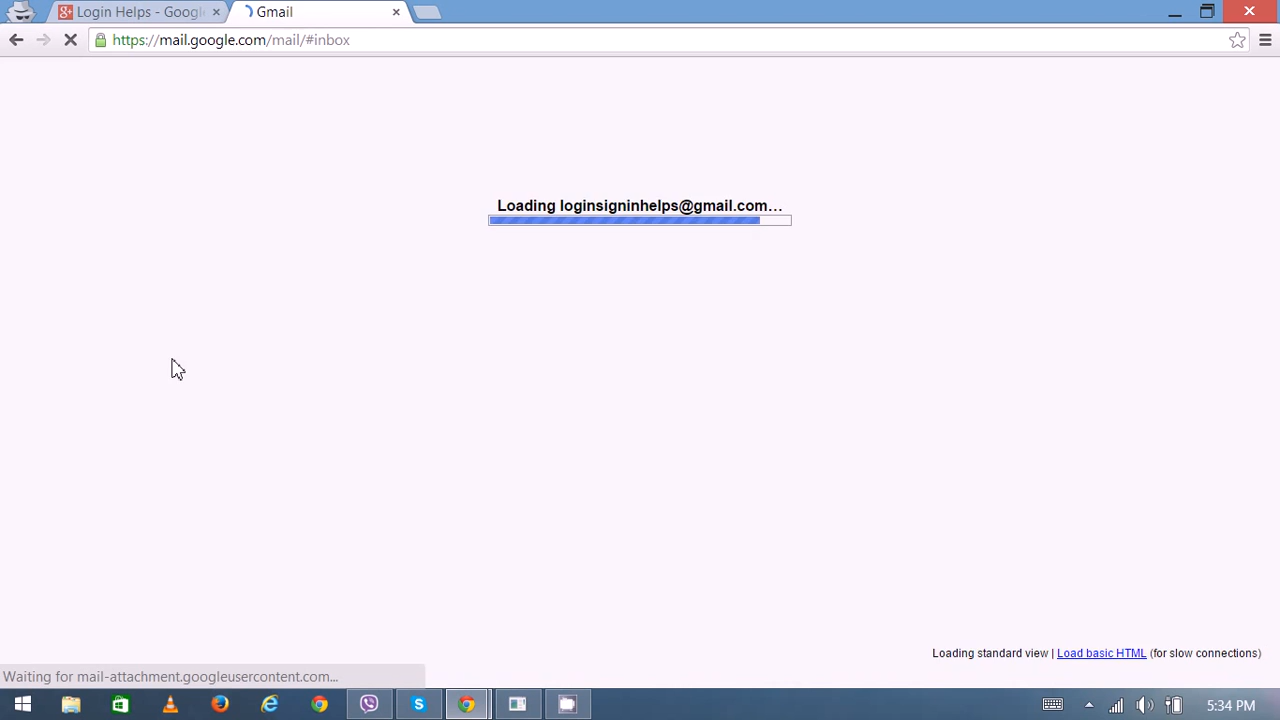 Login Helps - Google
Gmail
https://mail.google.com/mail/#inbox
Loading loginsigninhelps@gmail.com…
Loading standard view | Load basic HTML (for slow connections)
Waiting for mail-attachment.googleusercontent.com...
5:34 PM